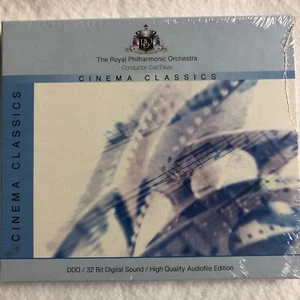 RPO
The Royal Philharmonic Orchestra
Conductor Carl Davis
CINEMA CLASSICS
CINEMA CLASSICS
DDD / 32 Bit Digital Sound / High Quality Audiofile Edition